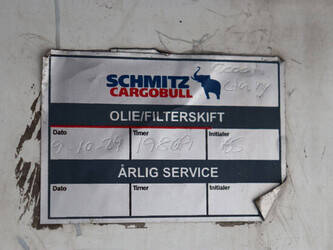 SCHMITZ
CARGOBULL
OLIE/FILTERSKIFT
Dato Timer Initialer
ÅRLIG SERVICE
Dato Timer Initialer